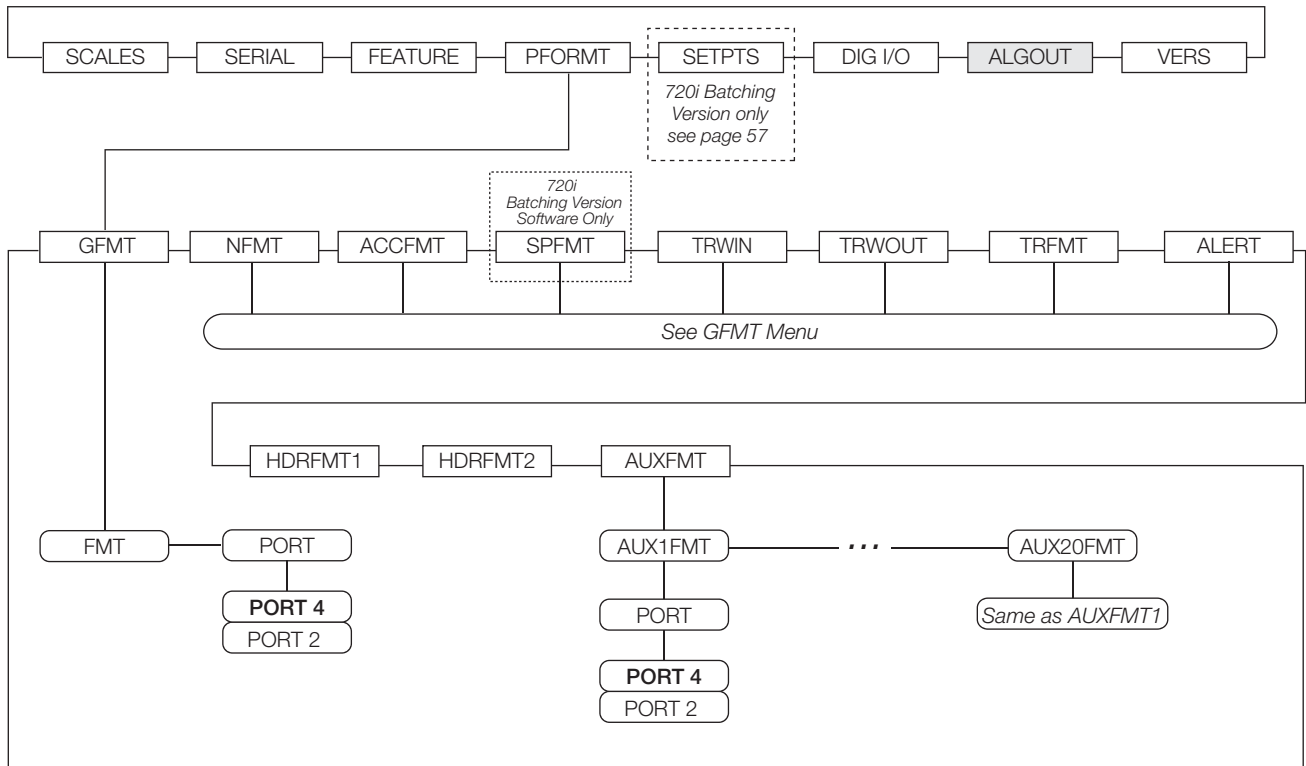 SCALES
SERIAL
FEATURE
PFORMT
SETPTS
DIG I/O
ALGOUT
VERS
720i Batching
Version only
see page 57
720i
Batching Version
Software Only
GFMT
NFMT
ACCFMT
SPFMT
TRWIN
TRWOUT
TRFMT
ALERT
See GFMT Menu
HDRFMT1
HDRFMT2
AUXFMT
FMT
PORT
AUX1FMT
...
AUX20FMT
PORT 4
PORT 2
PORT
Same as AUXFMT1
PORT 4
PORT 2